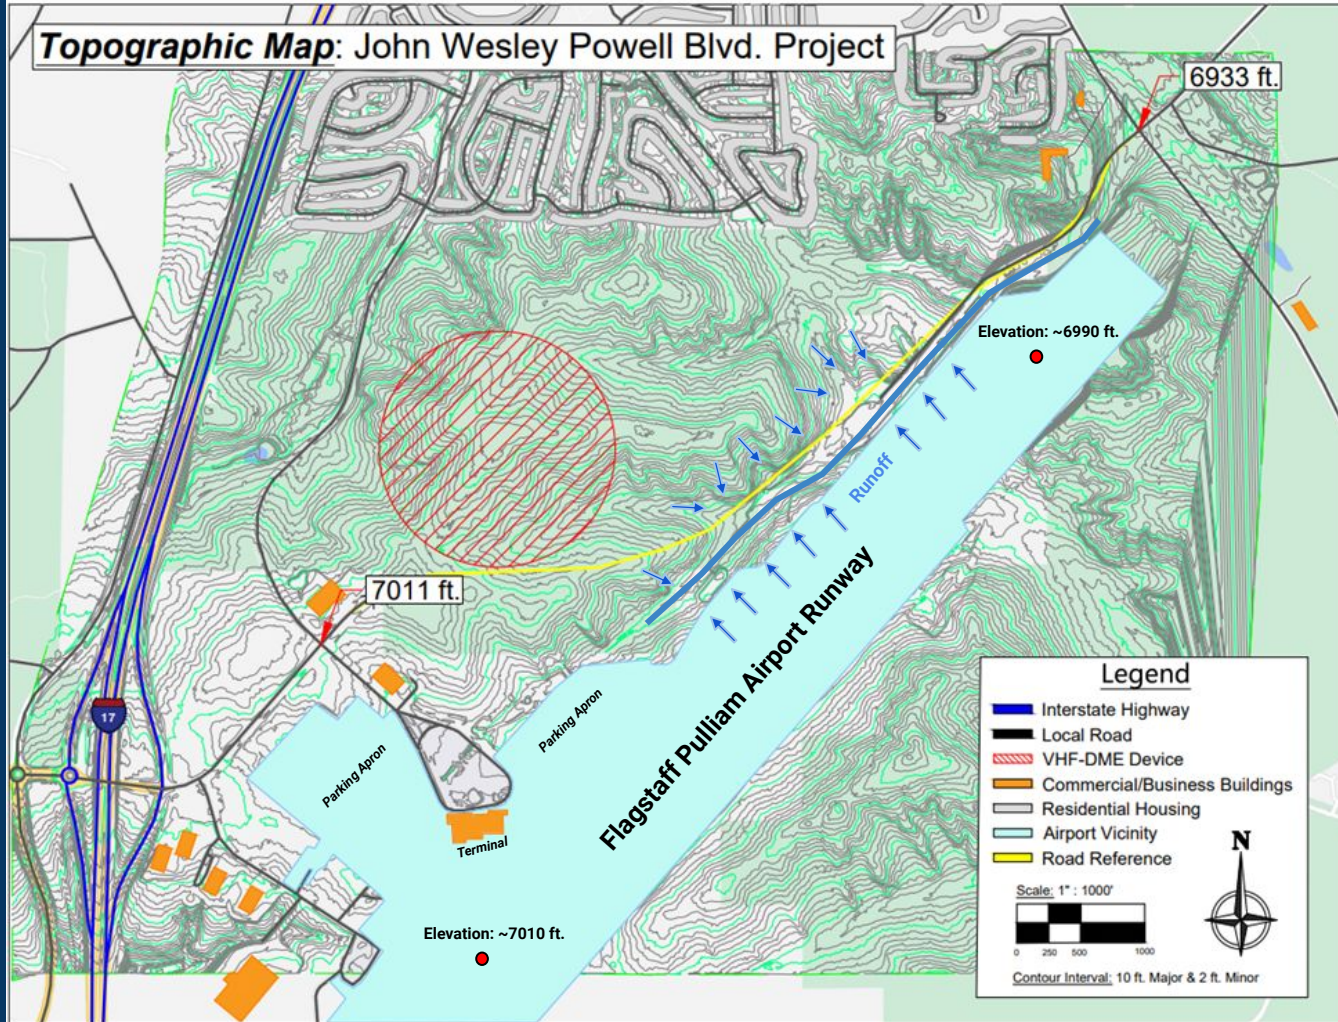 Topographic Map: John Wesley Powell Blvd. Project
6933 ft.
Elevation: ~6990 ft.
Runoff
7011 ft.
Flagstaff Pulliam Airport Runway
17
Parking Apron
Parking Apron
Terminal
Elevation: ~7010 ft.
Legend
Interstate Highway
Local Road
VHF-DME Device
Commercial/Business Buildings
Residential Housing
Airport Vicinity
Road Reference
N
Scale: 1" : 1000'
0 250 500 1000
Contour Interval: 10 ft. Major & 2 ft. Minor